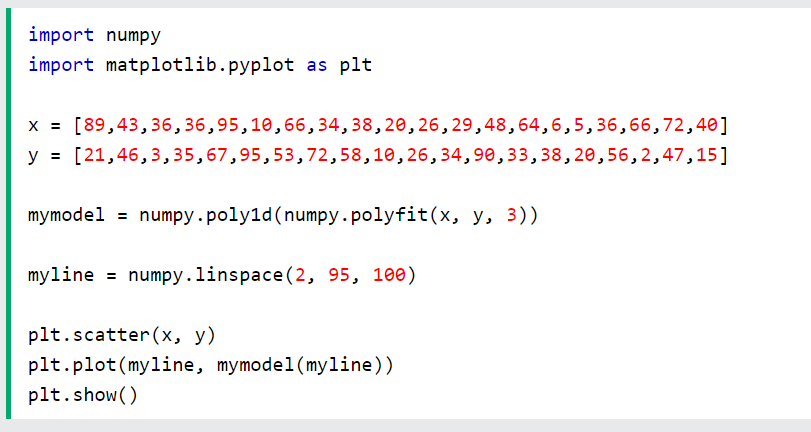 import numpy
import matplotlib.pyplot as plt
x = [89,43,36,36,95,10,66,34,38,20,26,29,48,64,6,5,36,66,72,40]
y = [21,46,3,35,67,95,53,72,58,10,26,34,90,33,38,20,56,2,47,15]
mymodel = numpy.poly1d(numpy.polyfit(x, y, 3))
myline = numpy.linspace(2, 95, 100)
plt.scatter(x, y)
plt.plot(myline, mymodel(myline))
plt.show()